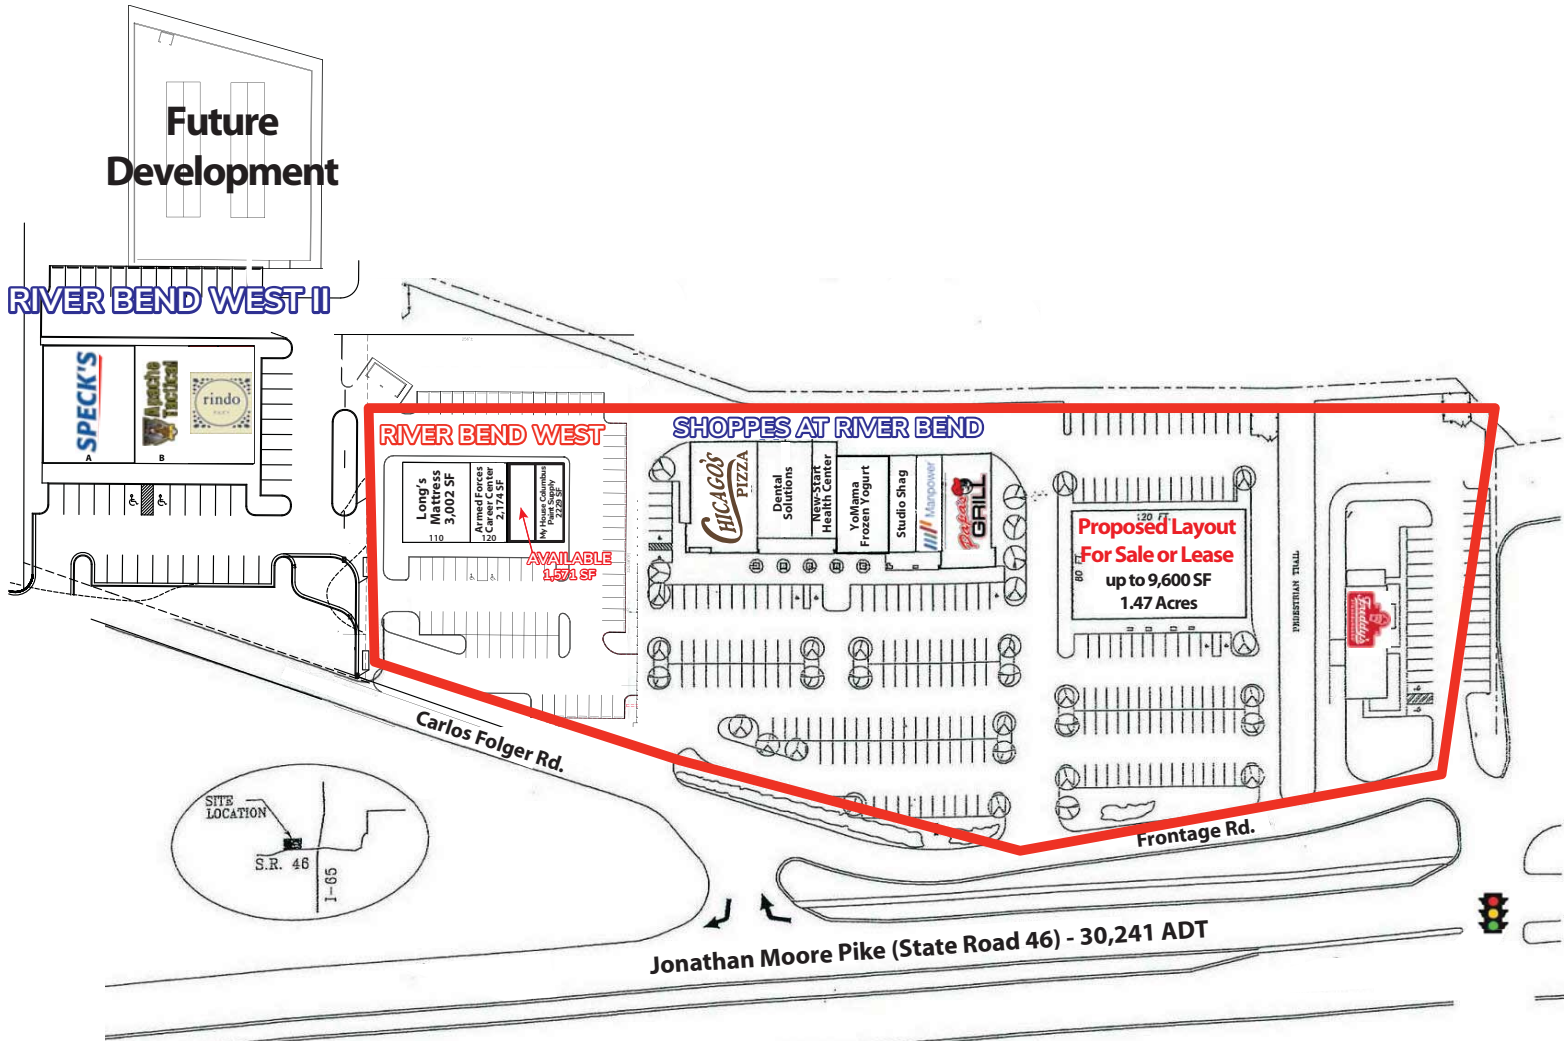 Future
Development
RIVER BEND WEST II
SPECK'S
A
Apache
Tactical
B
rindo
RIVER BEND WEST
Long's
Mattress
3,002 SF
110
Armed Forces
Career Center
2,174 SF
120
My House Columbus
Paint Supply
2229 SF
AVAILABLE
1,571 SF
SHOPPES AT RIVER BEND
CHICAGO'S
PIZZA
Dental
Solutions
New-Start
Health Center
YoMama
Frozen Yogurt
Studio Shag
Manpower
Papa's
GRILL
120 FT.
80 FT.
Proposed Layout
For Sale or Lease
up to 9,600 SF
1.47 Acres
PEDESTRIAN TRAIL
Freddy's
Carlos Folger Rd.
Frontage Rd.
SITE
LOCATION
S.R. 46
I-65
Jonathan Moore Pike (State Road 46) - 30,241 ADT